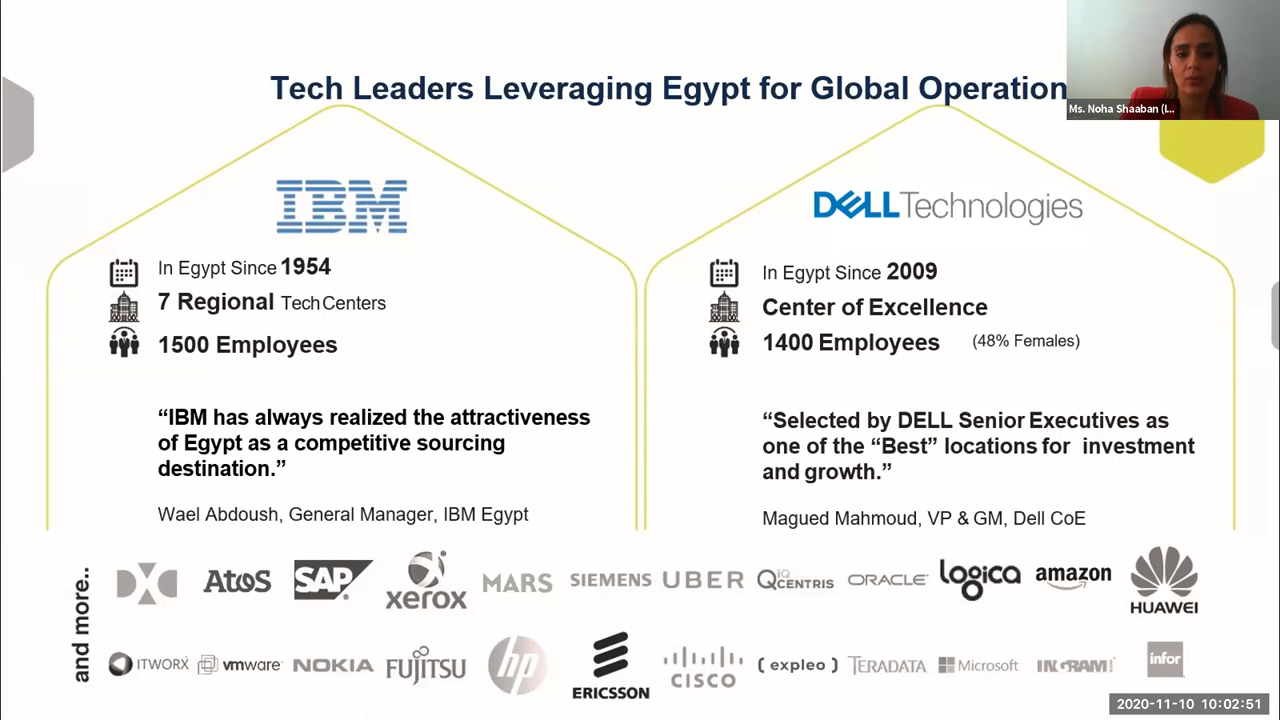 Tech Leaders Leveraging Egypt for Global Operation
Ms. Noha Shaaban (I...
IBM
In Egypt Since 1954
7 Regional Tech Centers
1500 Employees
“IBM has always realized the attractiveness
of Egypt as a competitive sourcing
destination.”
Wael Abdoush, General Manager, IBM Egypt
DELL Technologies
In Egypt Since 2009
Center of Excellence
1400 Employees (48% Females)
“Selected by DELL Senior Executives as
one of the “Best” locations for investment
and growth.”
Magued Mahmoud, VP & GM, Dell CoE
and more..
DXC Atos SAP xerox MARS SIEMENS UBER QiQ CENTRIS ORACLE logica amazon HUAWEI
ITWORX vmware NOKIA FUJITSU hp ERICSSON CISCO ( expleo ) TERADATA Microsoft INGRAM infor
2020-11-10 10:02:51